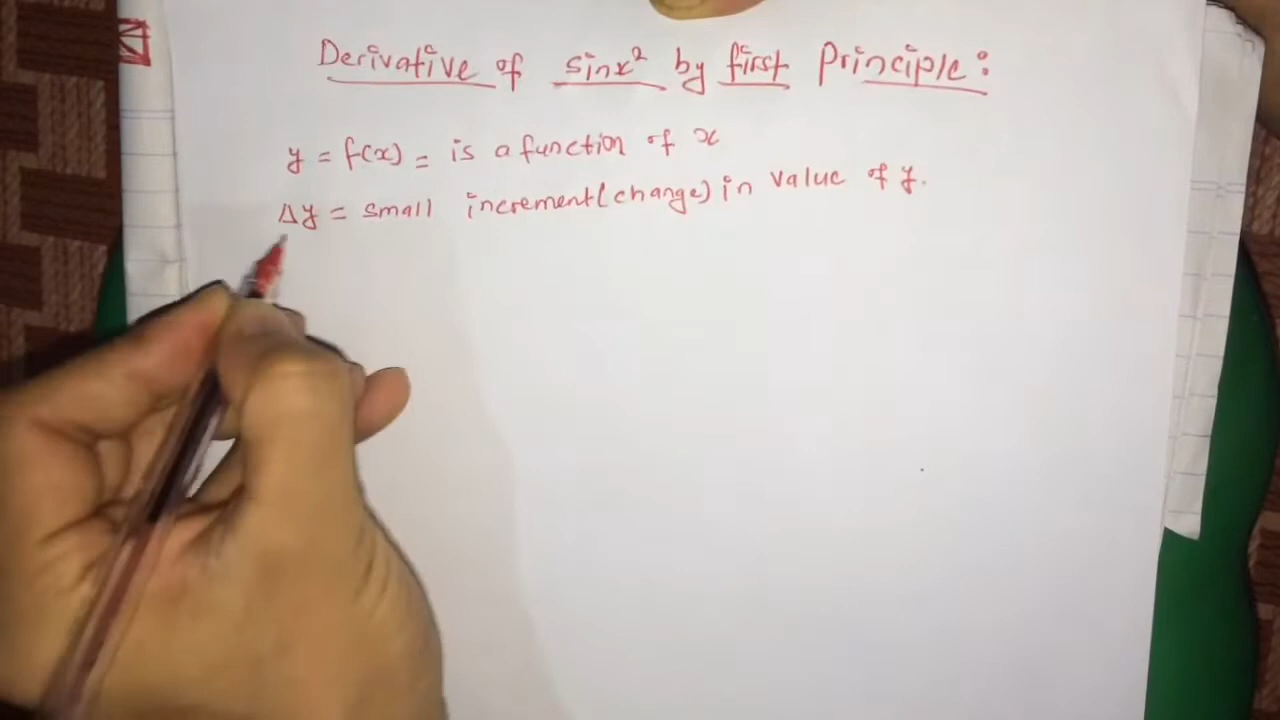 Derivative of sinx² by first Principle:
y = f(x) = is a function of x
Δy = small increment(change) in value of y.